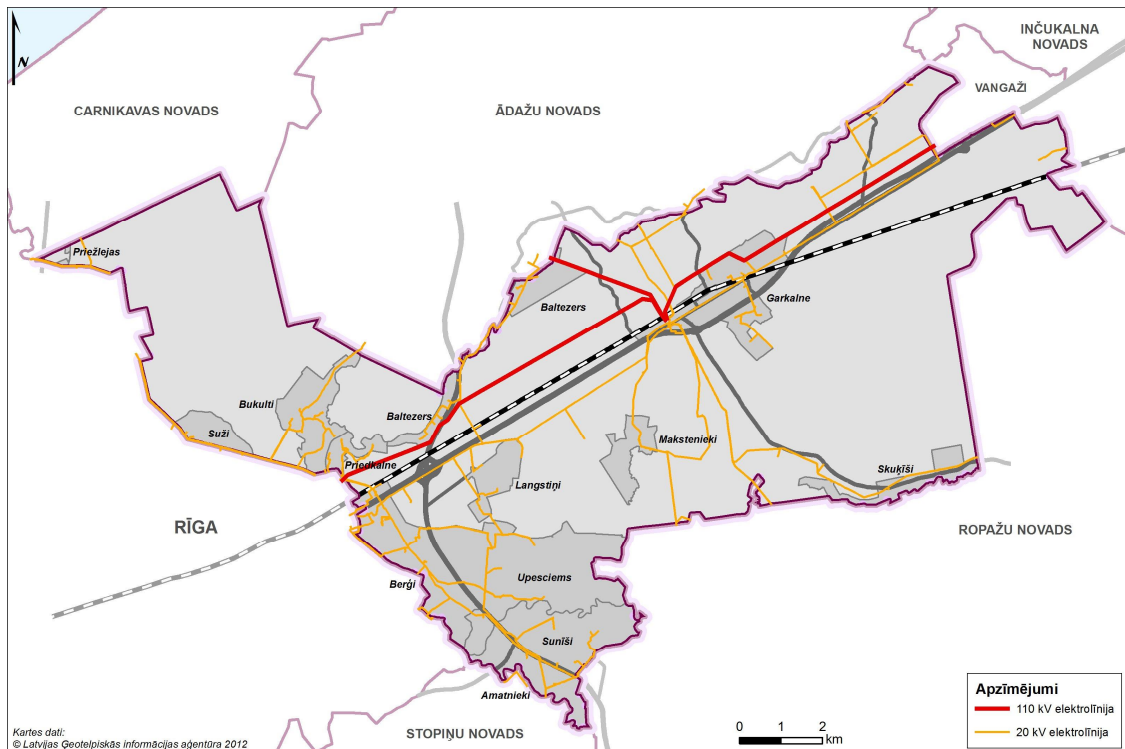 INČUKALNA
NOVADS
N
VANGAŽI
CARNIKAVAS NOVADS
ĀDAŽU NOVADS
Priežlejas
Baltezers
Garkalne
Bukulti
Baltezers
Suži
Priedkalne
Makstenieki
Skuķīši
Langstiņi
RĪGA
ROPAŽU NOVADS
Berģi
Upesciems
Sunīši
Amatnieki
STOPIŅU NOVADS
Apzīmējumi
110 kV elektrolīnija
20 kV elektrolīnija
0 1 2
km
Kartes dati:
© Latvijas Ģeotelpiskās informācijas aģentūra 2012